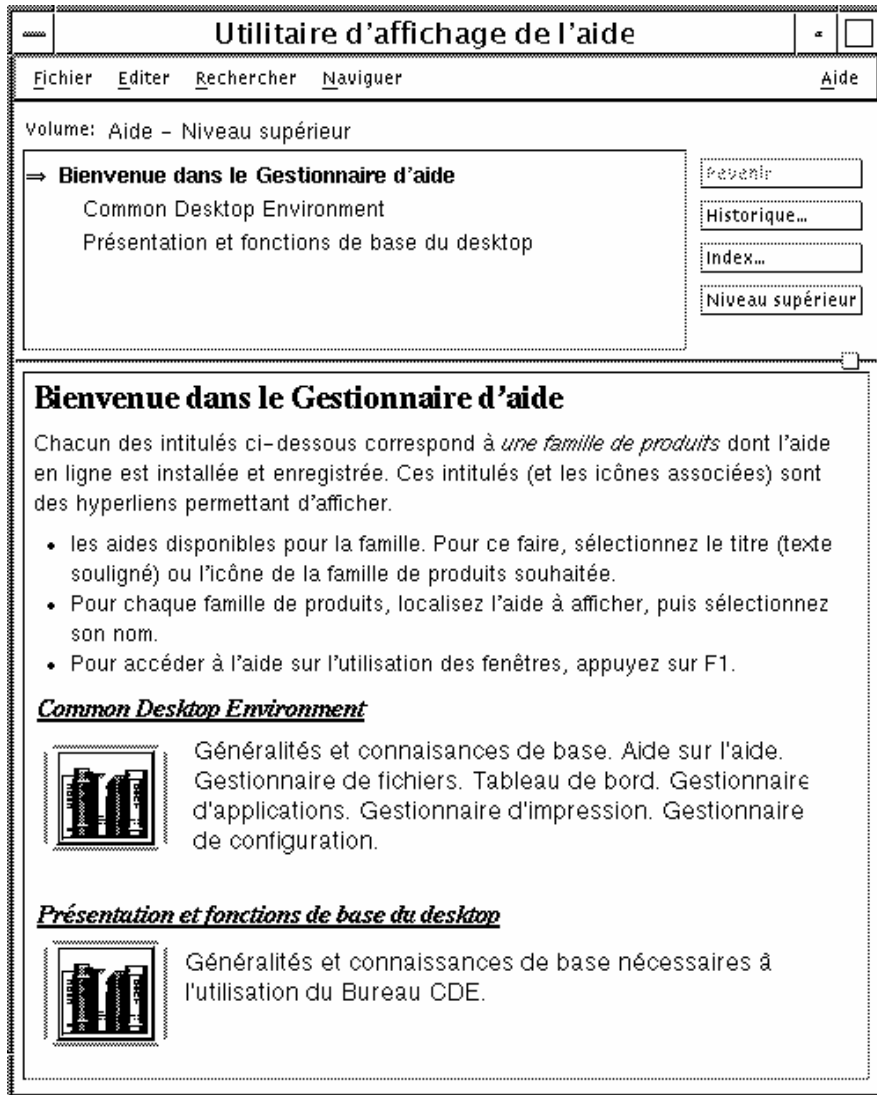 Utilitaire d'affichage de l'aide
Fichier Editer Rechercher Naviguer Aide
Volume: Aide - Niveau supérieur
⇒ Bienvenue dans le Gestionnaire d'aide
Common Desktop Environment
Présentation et fonctions de base du desktop
Revenir
Historique...
Index...
Niveau supérieur
Bienvenue dans le Gestionnaire d'aide
Chacun des intitulés ci-dessous correspond à une famille de produits dont l'aide
en ligne est installée et enregistrée. Ces intitulés (et les icônes associées) sont
des hyperliens permettant d'afficher.
• les aides disponibles pour la famille. Pour ce faire, sélectionnez le titre (texte
souligné) ou l'icône de la famille de produits souhaitée.
• Pour chaque famille de produits, localisez l'aide à afficher, puis sélectionnez
son nom.
• Pour accéder à l'aide sur l'utilisation des fenêtres, appuyez sur F1.
Common Desktop Environment
Généralités et connaisances de base. Aide sur l'aide.
Gestionnaire de fichiers. Tableau de bord. Gestionnaire
d'applications. Gestionnaire d'impression. Gestionnaire
de configuration.
Présentation et fonctions de base du desktop
Généralités et connaissances de base nécessaires à
l'utilisation du Bureau CDE.